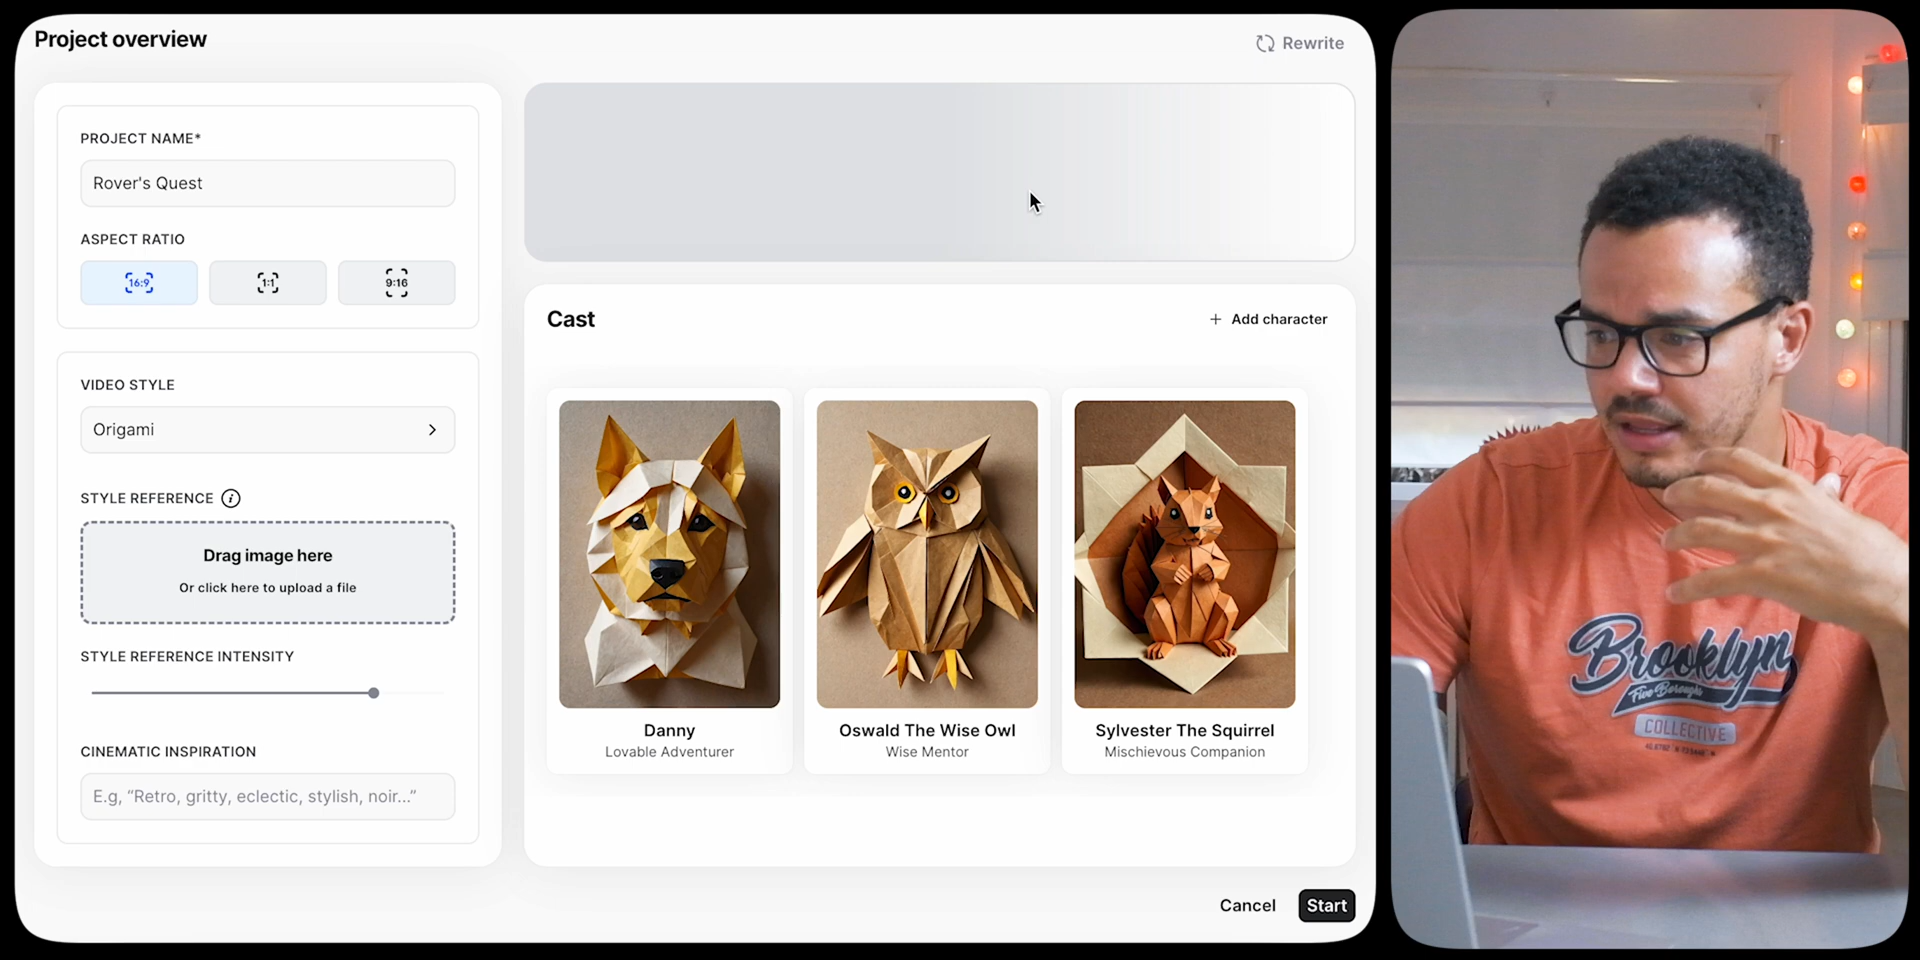 Project overview
Rewrite
PROJECT NAME*
Rover's Quest
ASPECT RATIO
16:9
1:1
9:16
VIDEO STYLE
Origami
STYLE REFERENCE i
Drag image here
Or click here to upload a file
STYLE REFERENCE INTENSITY
CINEMATIC INSPIRATION
E.g, “Retro, gritty, eclectic, stylish, noir...”
Cast
+ Add character
Danny
Lovable Adventurer
Oswald The Wise Owl
Wise Mentor
Sylvester The Squirrel
Mischievous Companion
Cancel
Start
Brooklyn
Five Boroughs
COLLECTIVE